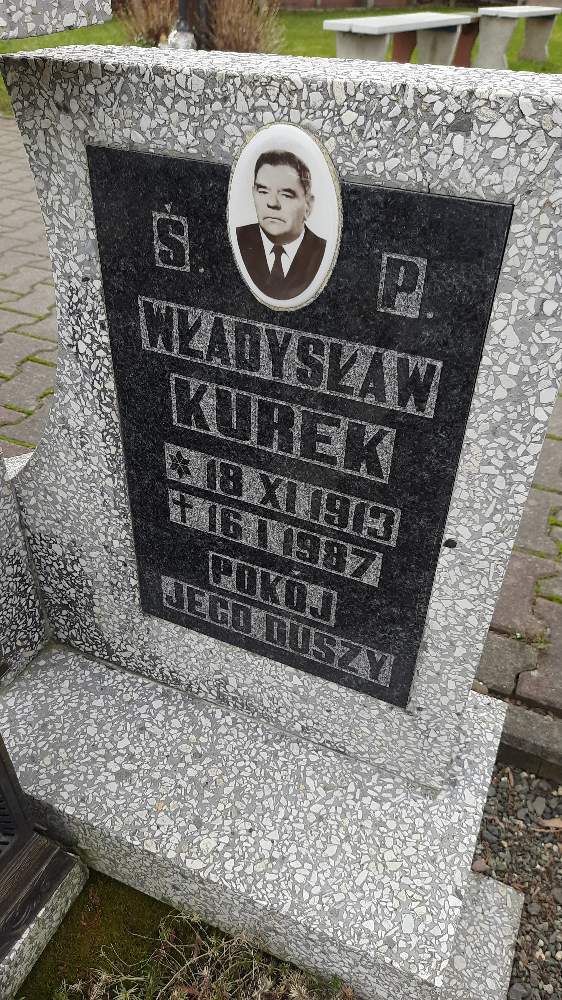 Ś. P.
WŁADYSŁAW
KUREK
* 18 XI 1913
✝ 16 I 1987
POKÓJ
JEGO DUSZY